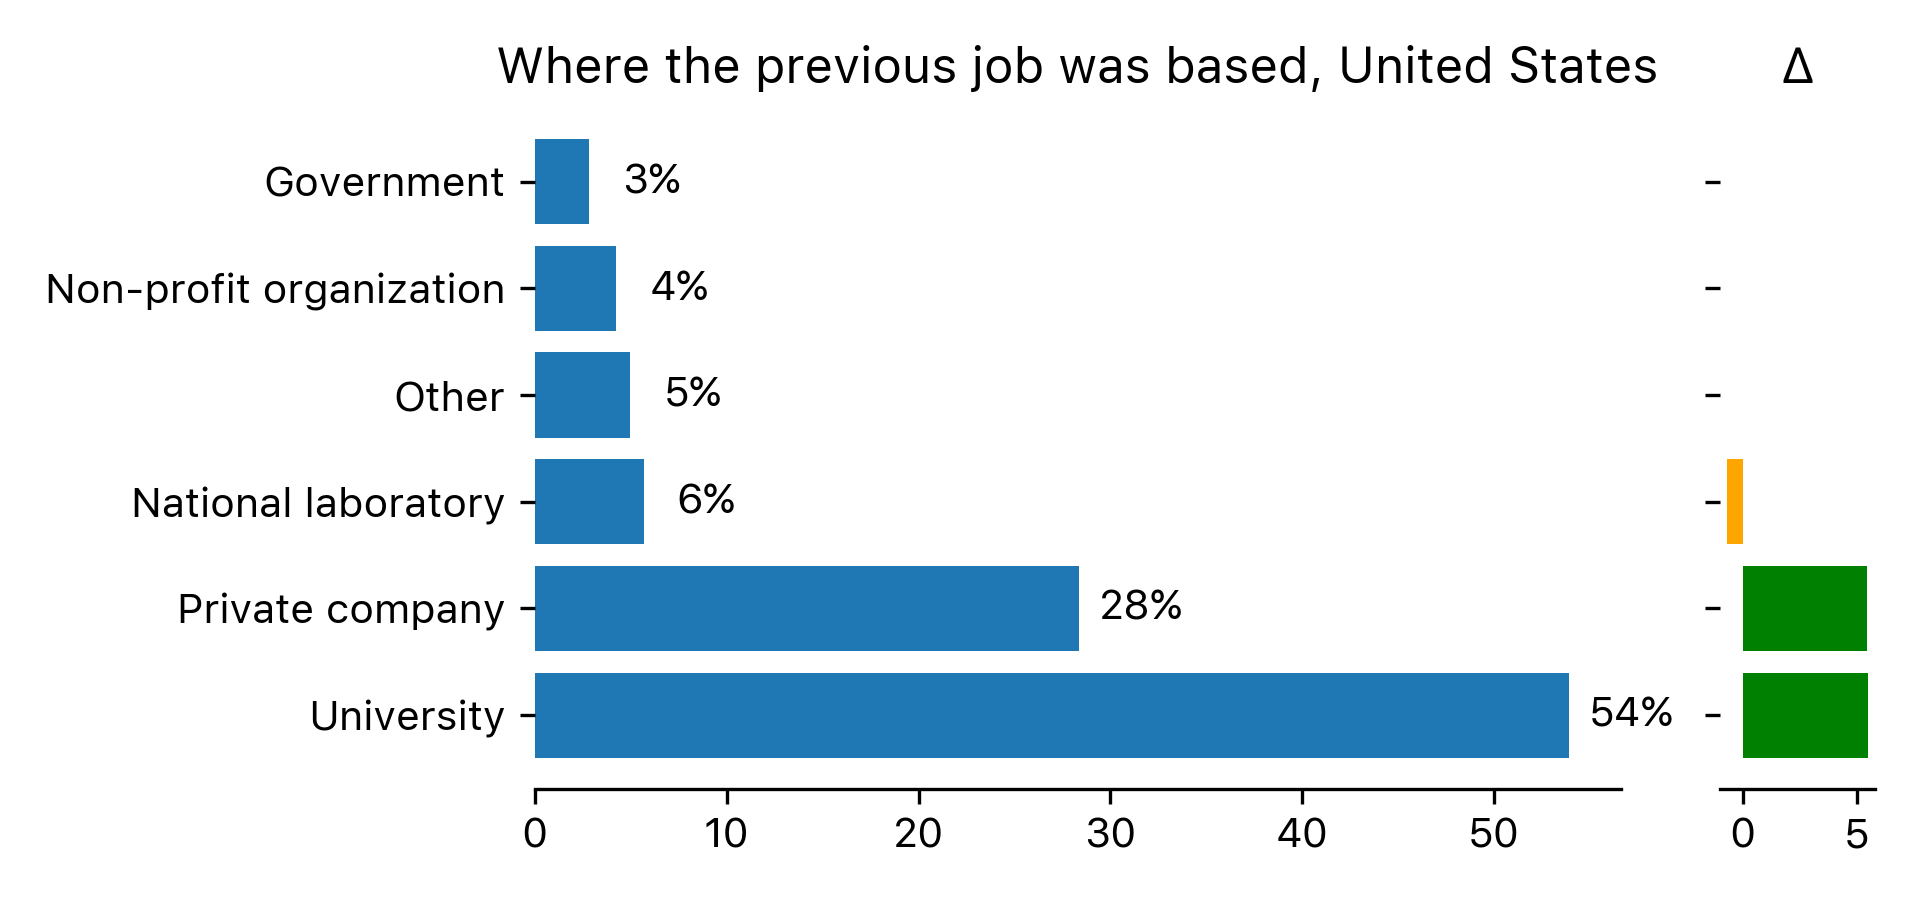 Where the previous job was based, United States Δ
Government 3%
Non-profit organization 4%
Other 5%
National laboratory 6%
Private company 28%
University 54%
0 10 20 30 40 50 0 5